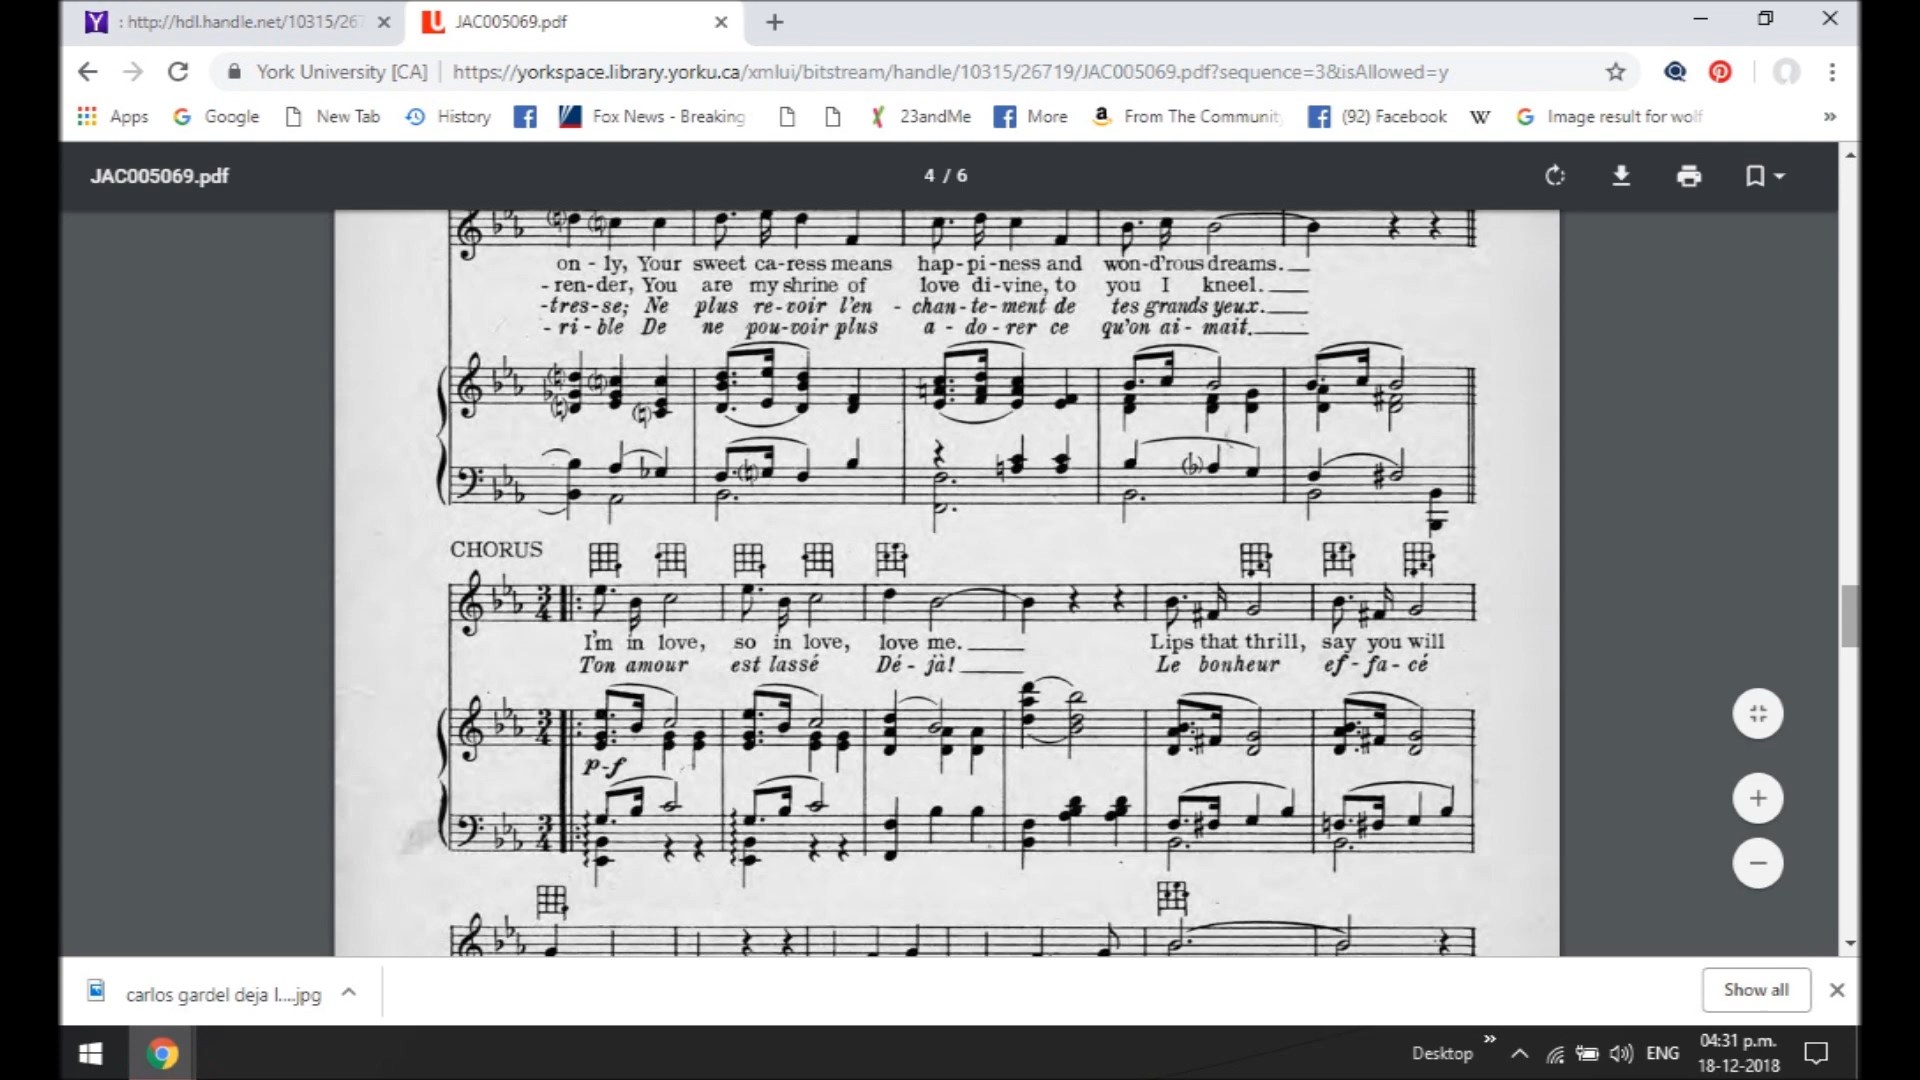 : http://hdl.handle.net/10315/267
JAC005069.pdf
York University [CA] | https://yorkspace.library.yorku.ca/xmlui/bitstream/handle/10315/26719/JAC005069.pdf?sequence=3&isAllowed=y
Apps Google New Tab History Fox News - Breaking 23andMe More From The Communit (92) Facebook Image result for wolf »
JAC005069.pdf 4 / 6
on - ly, Your sweet ca-ress means hap-pi-ness and won-d'rous dreams.
- ren-der, You are my shrine of love di-vine, to you I kneel.
-tres-se; Ne plus re-voir l'en - chan-te-ment de tes grands yeux.
- ri-ble De ne pou-voir plus a - do-rer ce qu'on ai-mait.
CHORUS
3/4
I'm in love, so in love, love me. Lips that thrill, say you will
Ton amour est lassé Dé-jà! Le bonheur ef-fa-cé
3/4
p-f
3/4
carlos gardel deja l....jpg Show all
Desktop » ENG 04:31 p.m.
18-12-2018